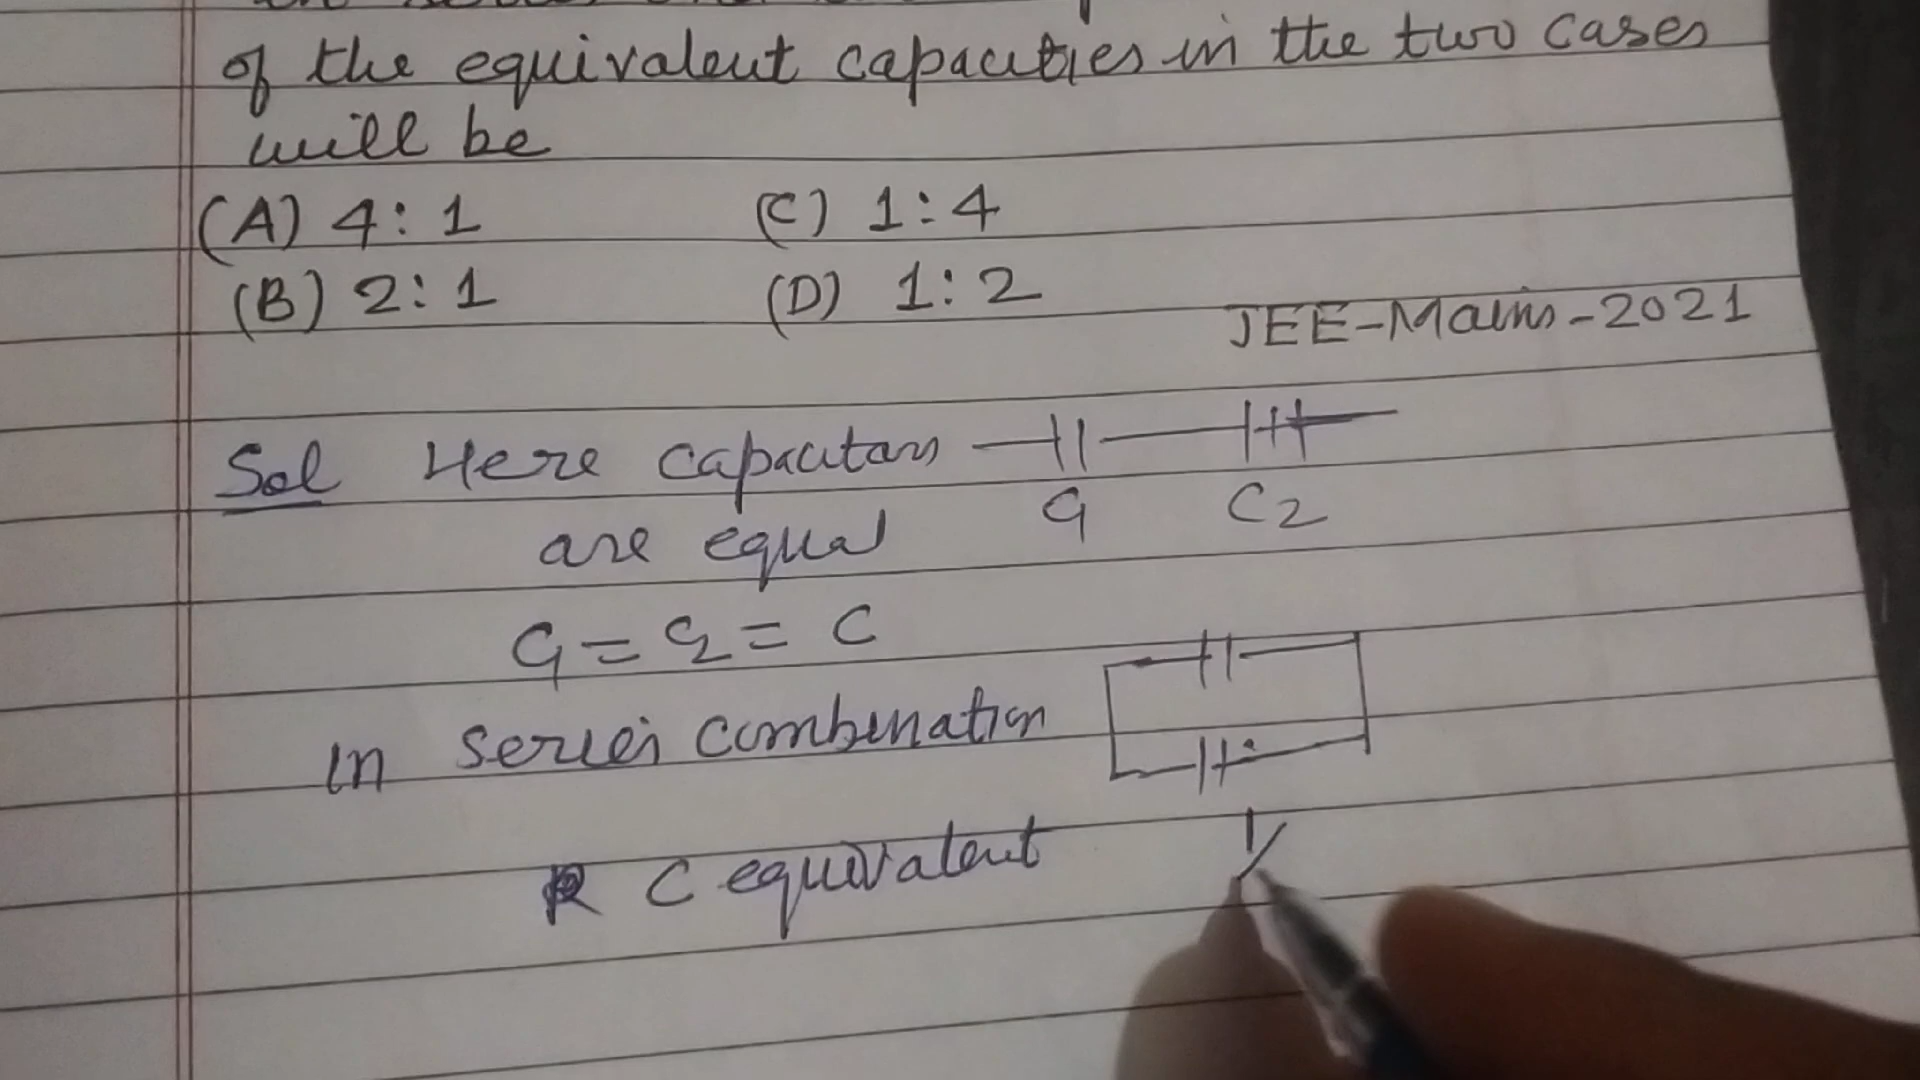 of the equivalent capacities in the two cases
will be
(A) 4:1 (C) 1:4
(B) 2:1 (D) 1:2
JEE-Mains-2021
Sol Here capacitors
C1 C2
are equal
C1 = C2 = C
In series combination
C equivalent 1/